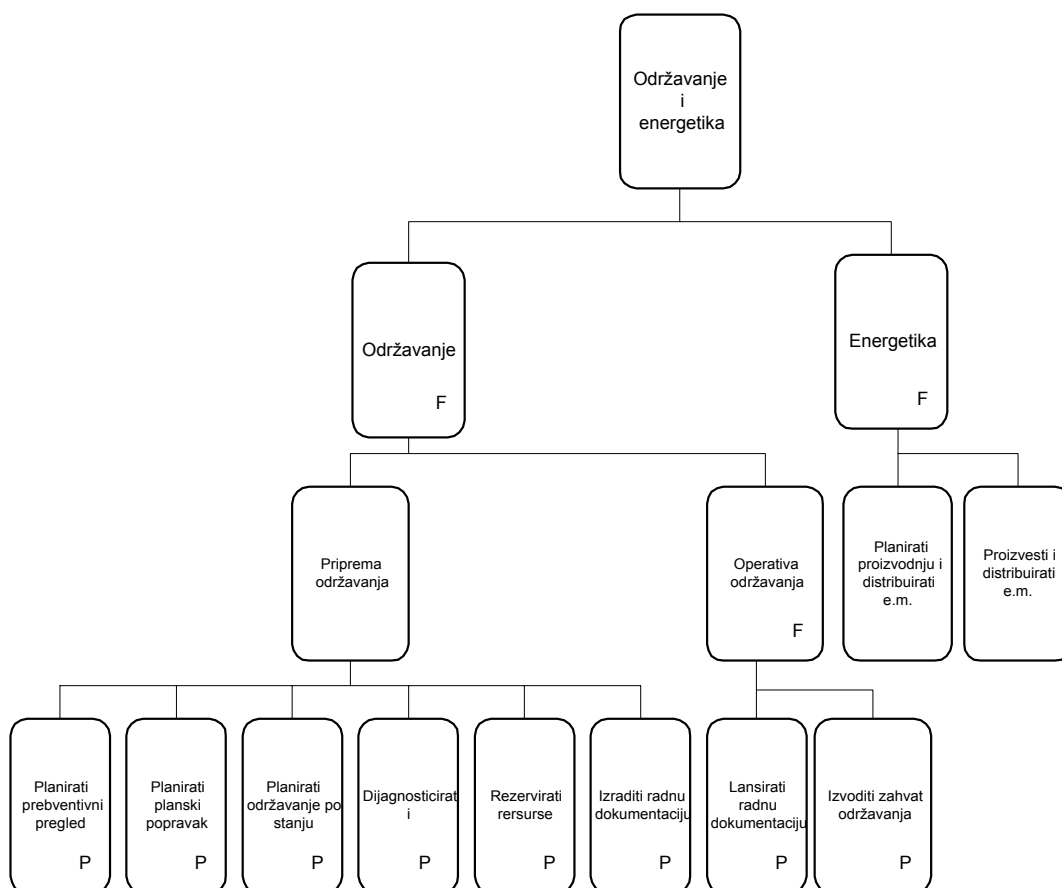 Održavanje
i
energetika
Održavanje
F
Energetika
F
Priprema
održavanja
Operativa
održavanja
F
Planirati
proizvodnju i
distribuirati
e.m.
Proizvesti i
distribuirati
e.m.
Planirati
prebventivni
pregled
P
Planirati
planski
popravak
P
Planirati
održavanje po
stanju
P
Dijagnosticirat
i
P
Rezervirati
rersurse
P
Izraditi radnu
dokumentaciju
P
Lansirati
radnu
dokumentaciju
P
Izvoditi zahvat
održavanja
P